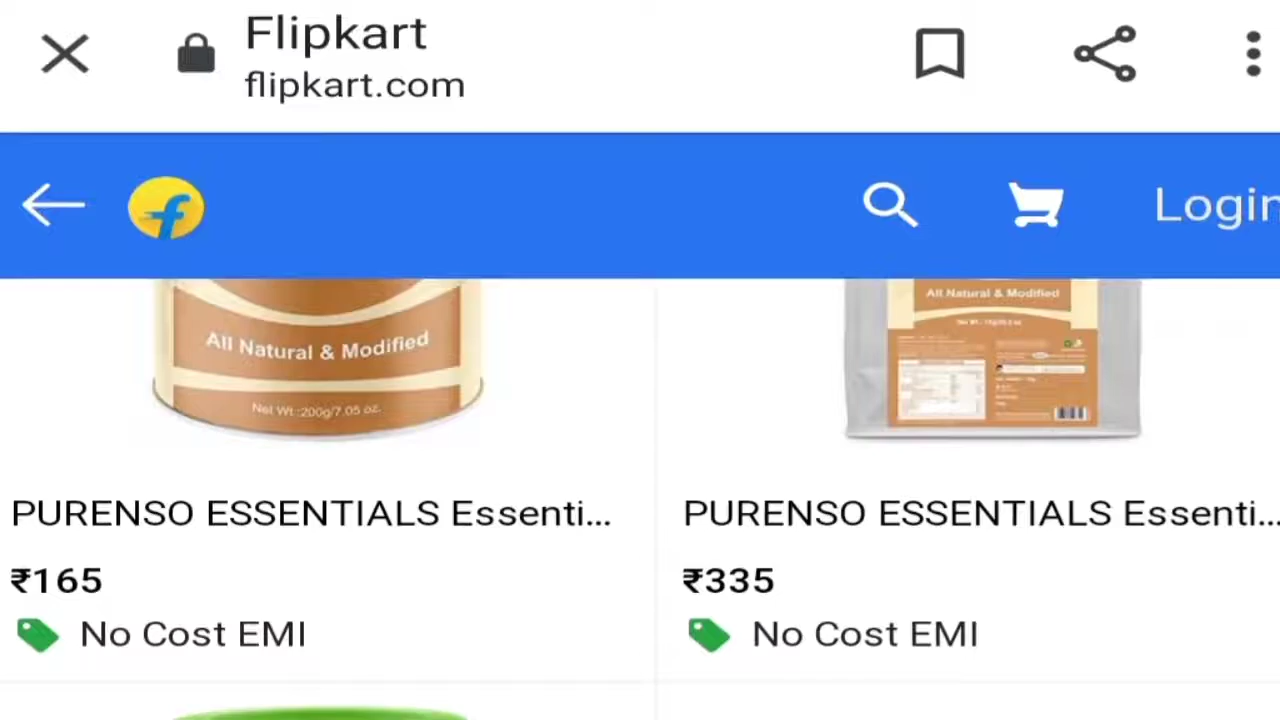 Flipkart
flipkart.com
Login
All Natural & Modified
Net Wt.:200g/7.05 oz.
All Natural & Modified
PURENSO ESSENTIALS Essenti...
₹165
No Cost EMI
PURENSO ESSENTIALS Essenti...
₹335
No Cost EMI